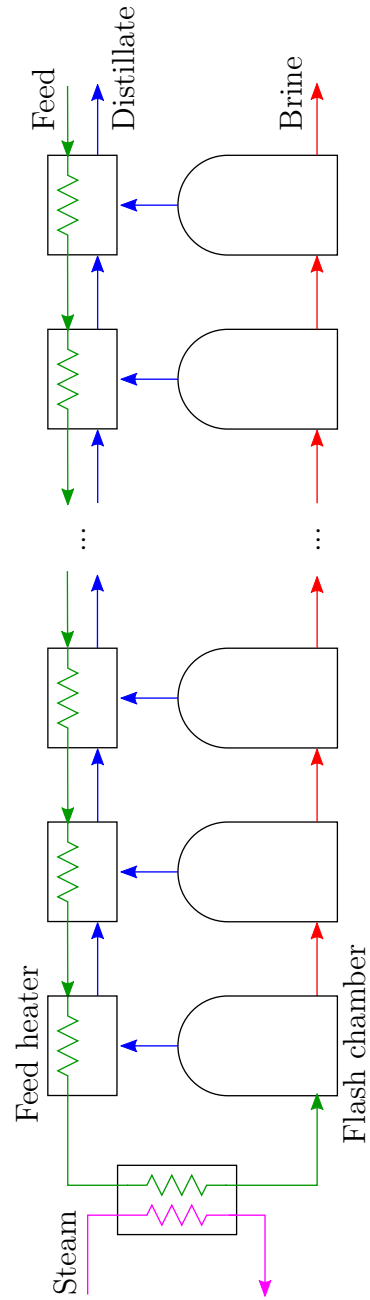 Steam
Feed heater
Feed
Distillate
...
...
Flash chamber
Brine